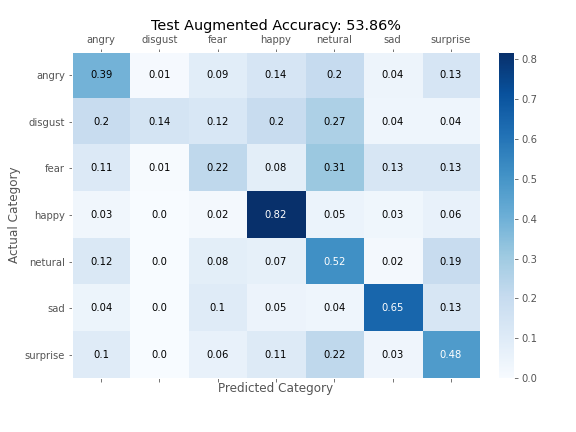 Test Augmented Accuracy: 53.86%
angry disgust fear happy netural sad surprise
angry 0.39 0.01 0.09 0.14 0.2 0.04 0.13
disgust 0.2 0.14 0.12 0.2 0.27 0.04 0.04
fear 0.11 0.01 0.22 0.08 0.31 0.13 0.13
happy 0.03 0.0 0.02 0.82 0.05 0.03 0.06
netural 0.12 0.0 0.08 0.07 0.52 0.02 0.19
sad 0.04 0.0 0.1 0.05 0.04 0.65 0.13
surprise 0.1 0.0 0.06 0.11 0.22 0.03 0.48
Actual Category
Predicted Category
0.8
0.7
0.6
0.5
0.4
0.3
0.2
0.1
0.0